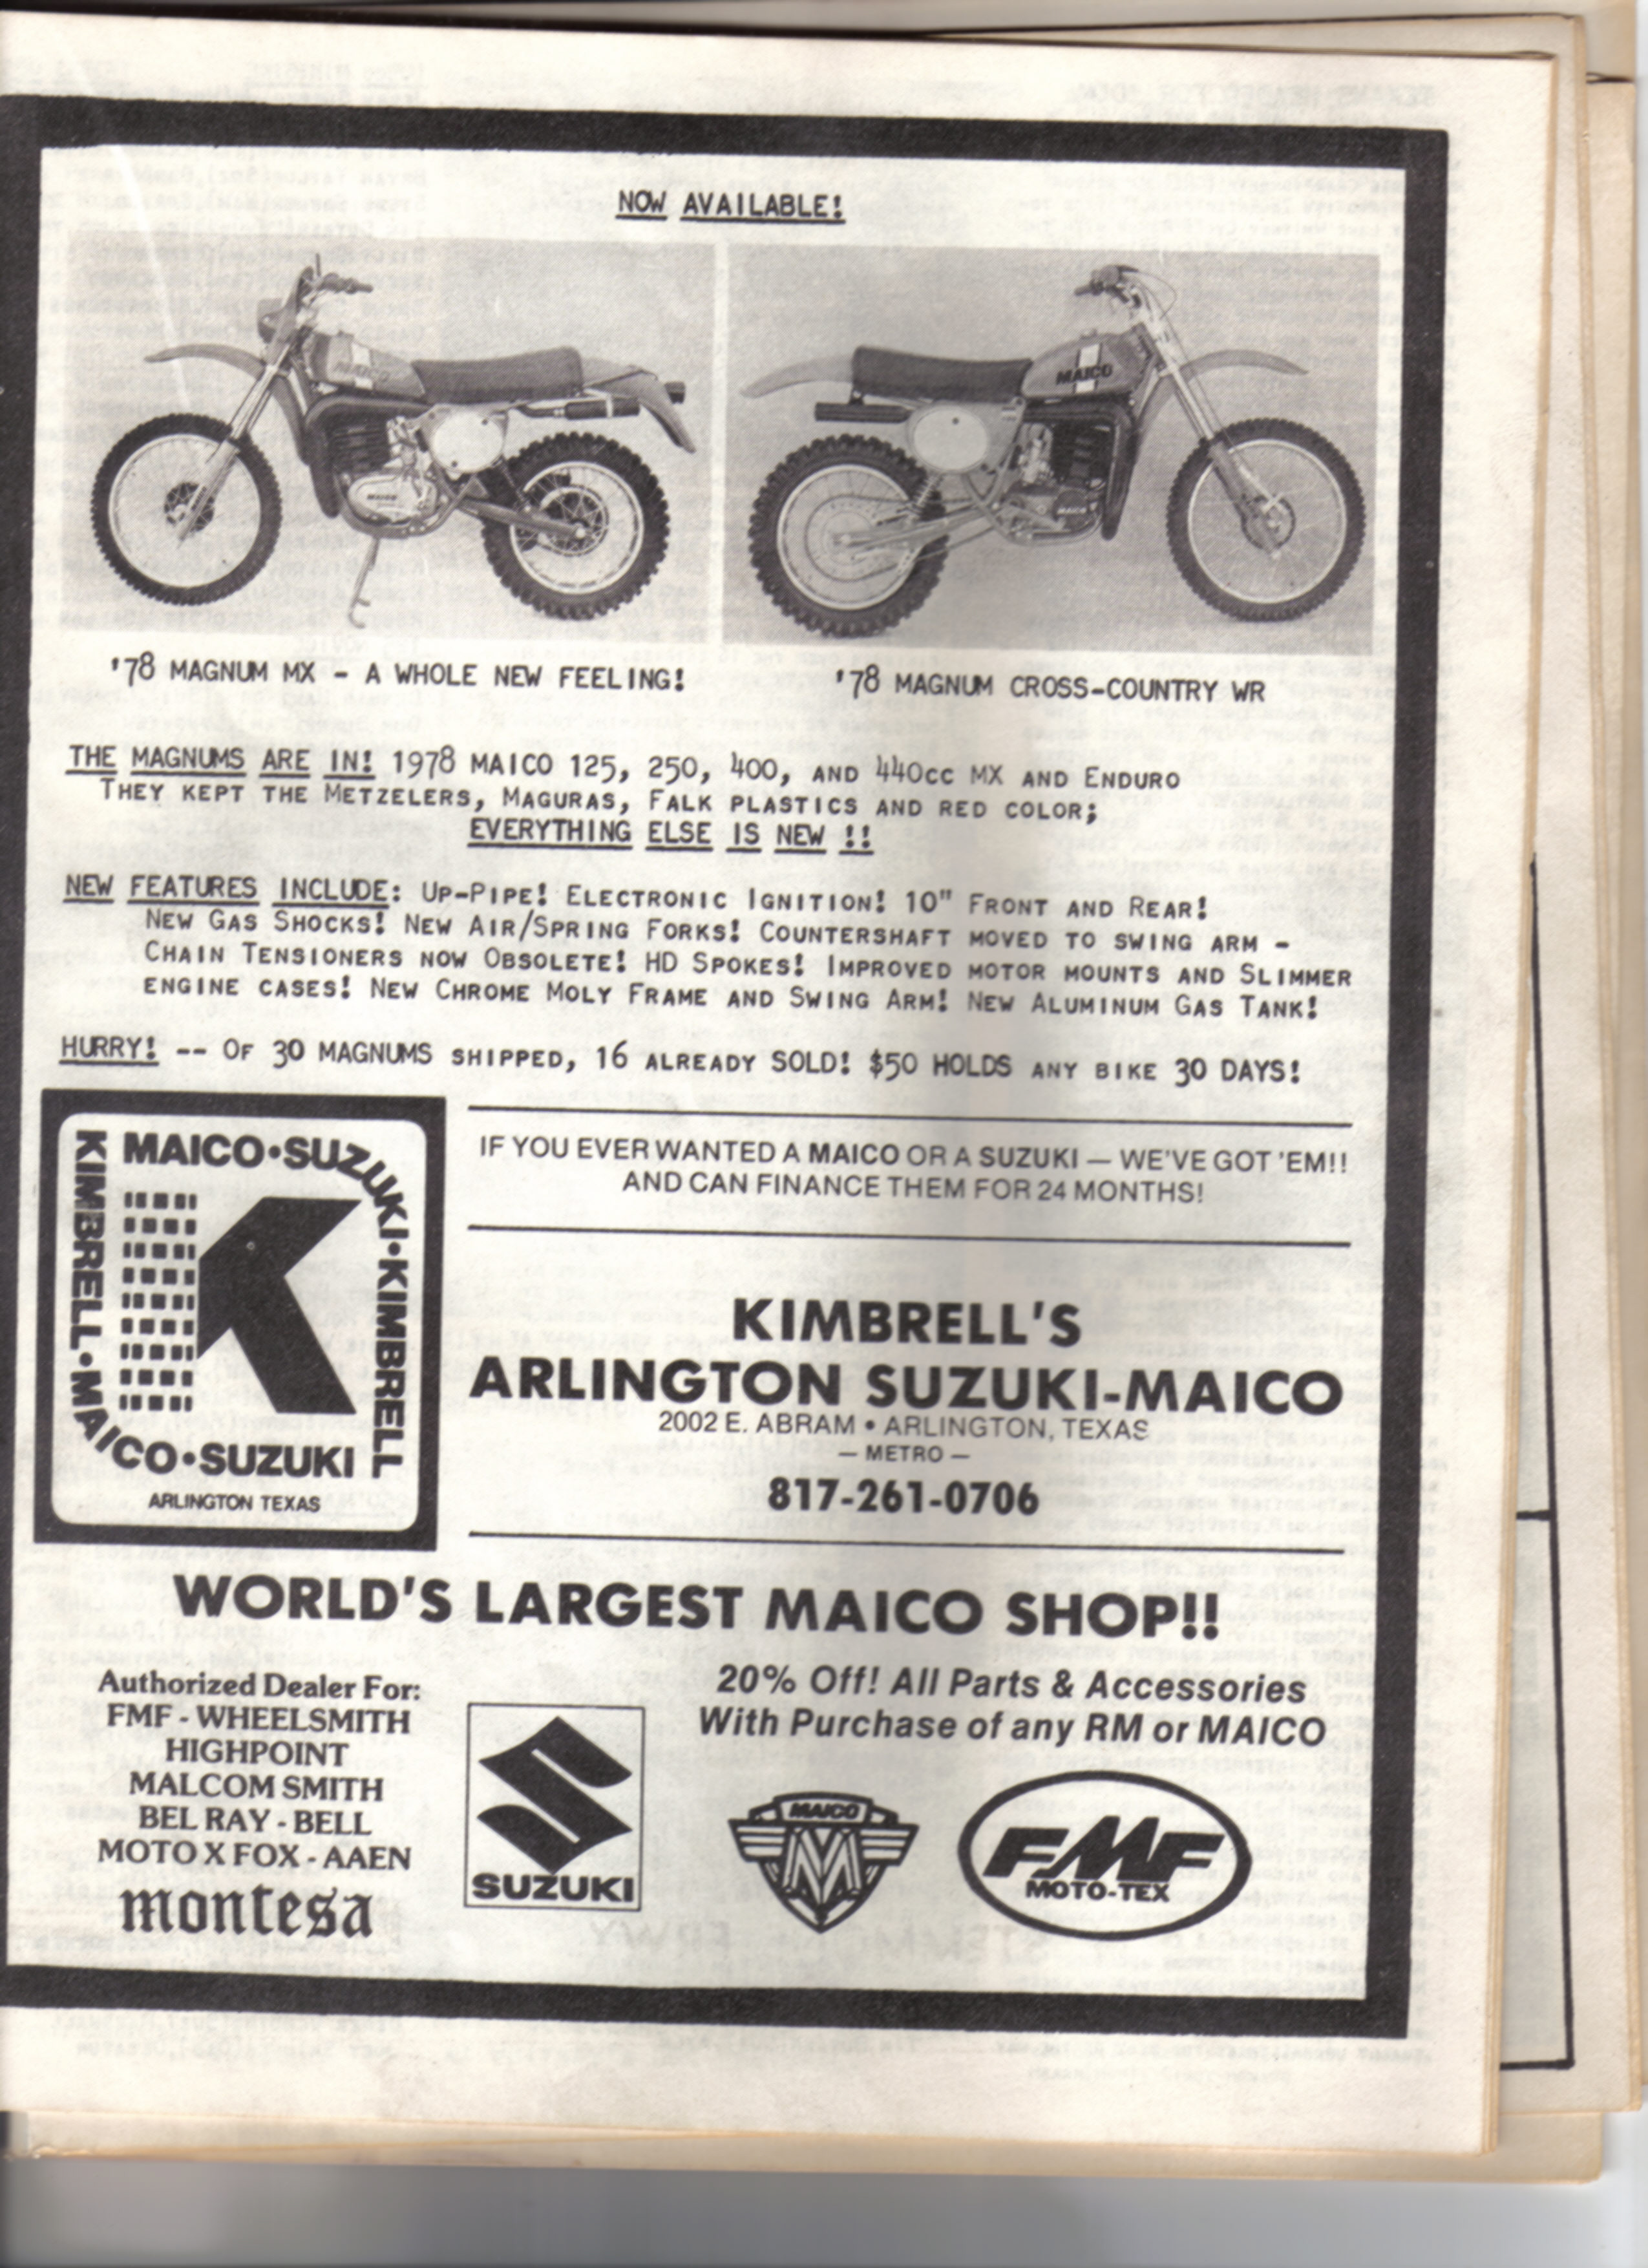 NOW AVAILABLE!
MAICO
MAICO
MAICO
'78 MAGNUM MX - A WHOLE NEW FEELING!
'78 MAGNUM CROSS-COUNTRY WR
THE MAGNUMS ARE IN! 1978 MAICO 125, 250, 400, AND 440CC MX AND ENDURO
THEY KEPT THE METZELERS, MAGURAS, FALK PLASTICS AND RED COLOR;
EVERYTHING ELSE IS NEW !!
NEW FEATURES INCLUDE: UP-PIPE! ELECTRONIC IGNITION! 10" FRONT AND REAR!
NEW GAS SHOCKS! NEW AIR/SPRING FORKS! COUNTERSHAFT MOVED TO SWING ARM -
CHAIN TENSIONERS NOW OBSOLETE! HD SPOKES! IMPROVED MOTOR MOUNTS AND SLIMMER
ENGINE CASES! NEW CHROME MOLY FRAME AND SWING ARM! NEW ALUMINUM GAS TANK!
HURRY! -- OF 30 MAGNUMS SHIPPED, 16 ALREADY SOLD! $50 HOLDS ANY BIKE 30 DAYS!
MAICO•SUZUKI•KIMBRELL
KIMBRELL•MAICO•SUZUKI
K
ARLINGTON TEXAS
IF YOU EVER WANTED A MAICO OR A SUZUKI — WE'VE GOT 'EM!!
AND CAN FINANCE THEM FOR 24 MONTHS!
KIMBRELL'S
ARLINGTON SUZUKI-MAICO
2002 E. ABRAM • ARLINGTON, TEXAS
— METRO —
817-261-0706
WORLD'S LARGEST MAICO SHOP!!
Authorized Dealer For:
FMF - WHEELSMITH
HIGHPOINT
MALCOM SMITH
BEL RAY - BELL
MOTO X FOX - AAEN
montesa
SUZUKI
20% Off! All Parts & Accessories
With Purchase of any RM or MAICO
MAICO
M
FMF
MOTO-TEX